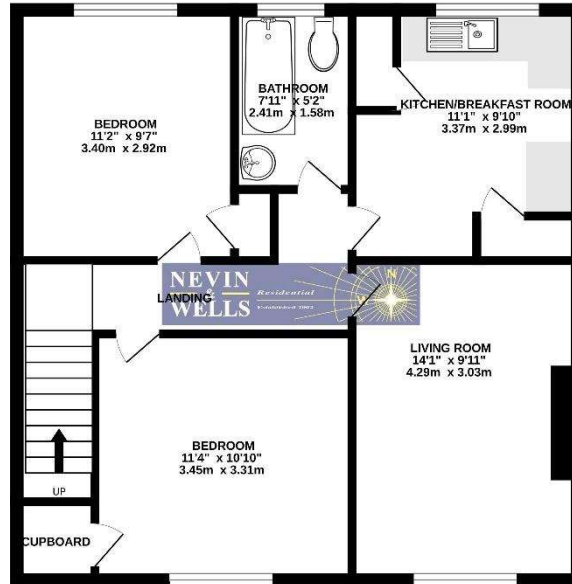 BATHROOM
7'11" x 5'2"
2.41m x 1.58m
KITCHEN/BREAKFAST ROOM
11'1" x 9'10"
3.37m x 2.99m
BEDROOM
11'2" x 9'7"
3.40m x 2.92m
NEVIN
&
WELLS
Residential
Established 2002
N
W
LANDING
LIVING ROOM
14'1" x 9'11"
4.29m x 3.03m
BEDROOM
11'4" x 10'10"
3.45m x 3.31m
UP
CUPBOARD